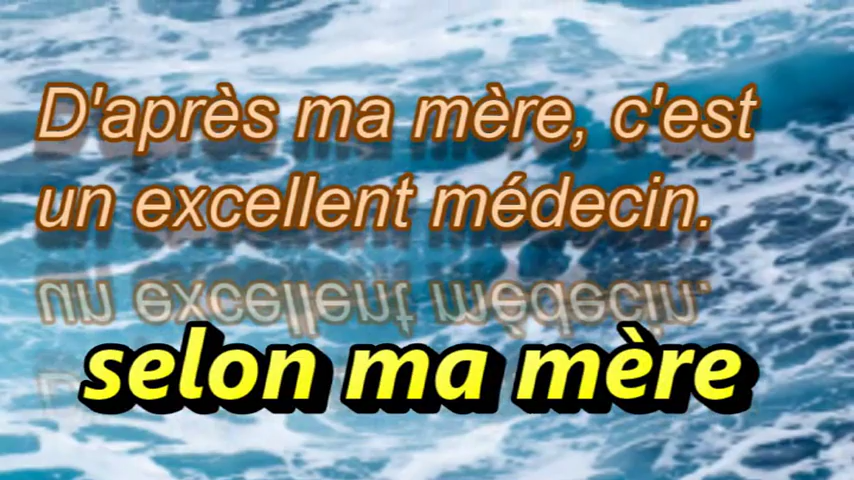 D'après ma mère, c'est
un excellent médecin.
selon ma mère